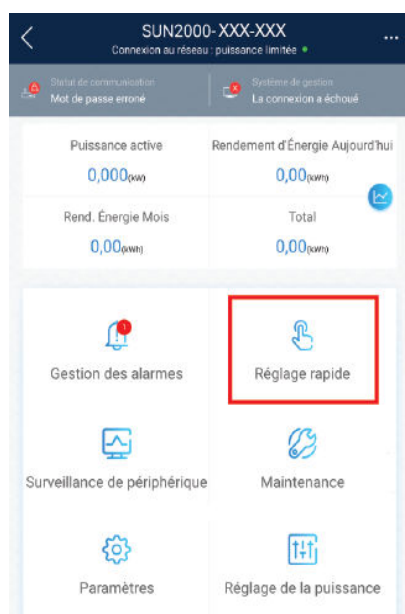 SUN2000-XXX-XXX
Connexion au réseau : puissance limitée
Statut de communication
Mot de passe erroné
Système de gestion
La connexion a échoué
Puissance active
Rendement d'Énergie Aujourd'hui
0,000(kW)
0,00(kWh)
Rend. Énergie Mois
Total
0,00(kWh)
0,00(kWh)
1
Gestion des alarmes
Réglage rapide
Surveillance de périphérique
Maintenance
Paramètres
Réglage de la puissance